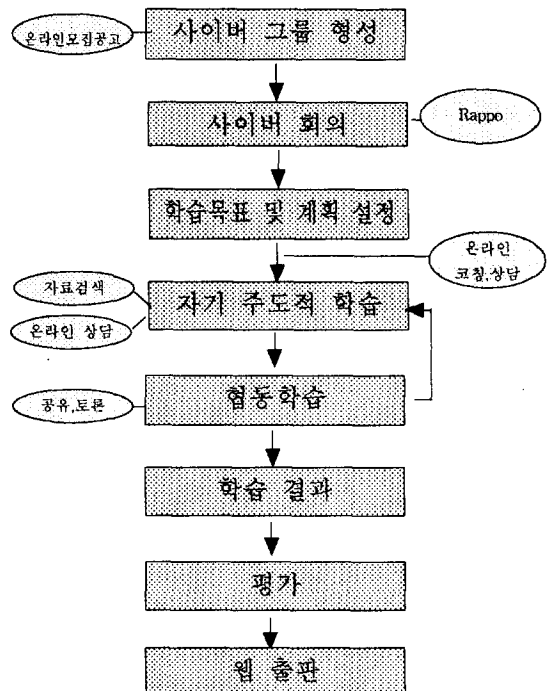 온라인모집공고
사이버 그룹 형성
사이버 회의
Rappo
학습목표 및 계획 설정
온라인
코칭,상담
자료검색
자기 주도적 학습
온라인 상담
공유,토론
협동학습
학습 결과
평가
웹 출판